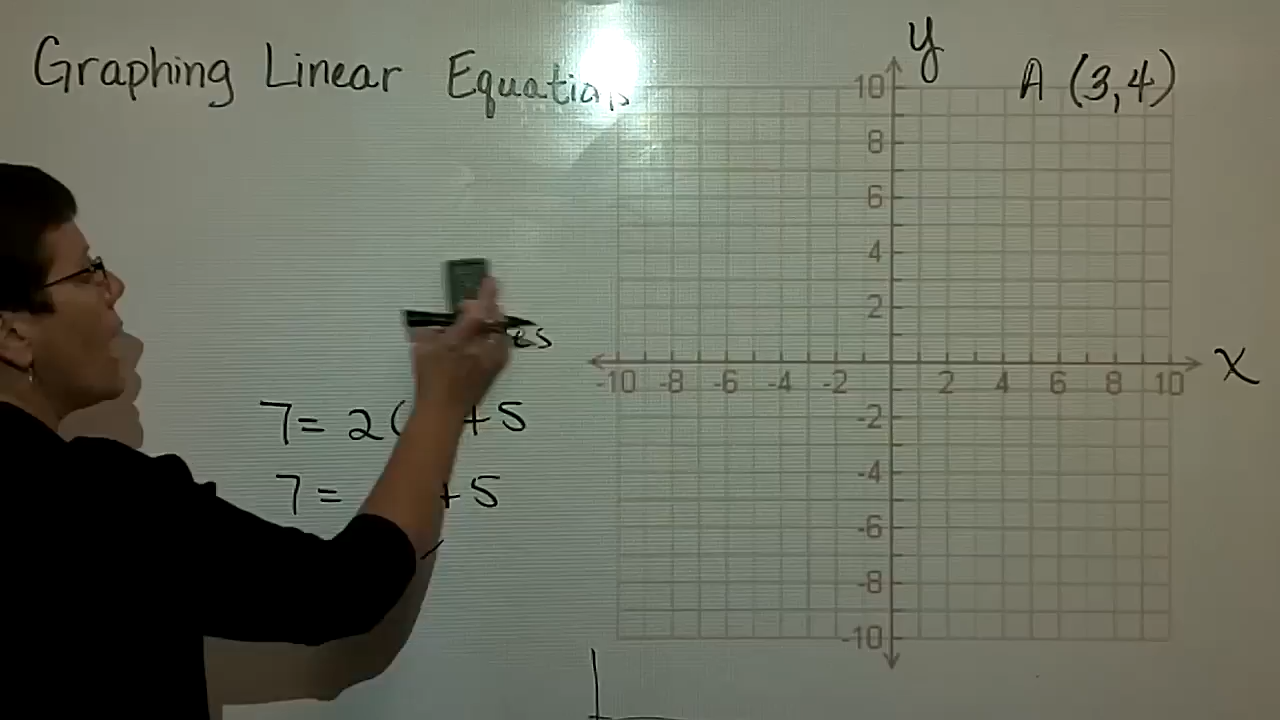 Graphing Linear Equations
y A (3,4)
10
8
6
4
2
-10 -8 -6 -4 -2 2 4 6 8 10 x
-2
-4
-6
-8
-10
7 = 2( +5
7 = +5